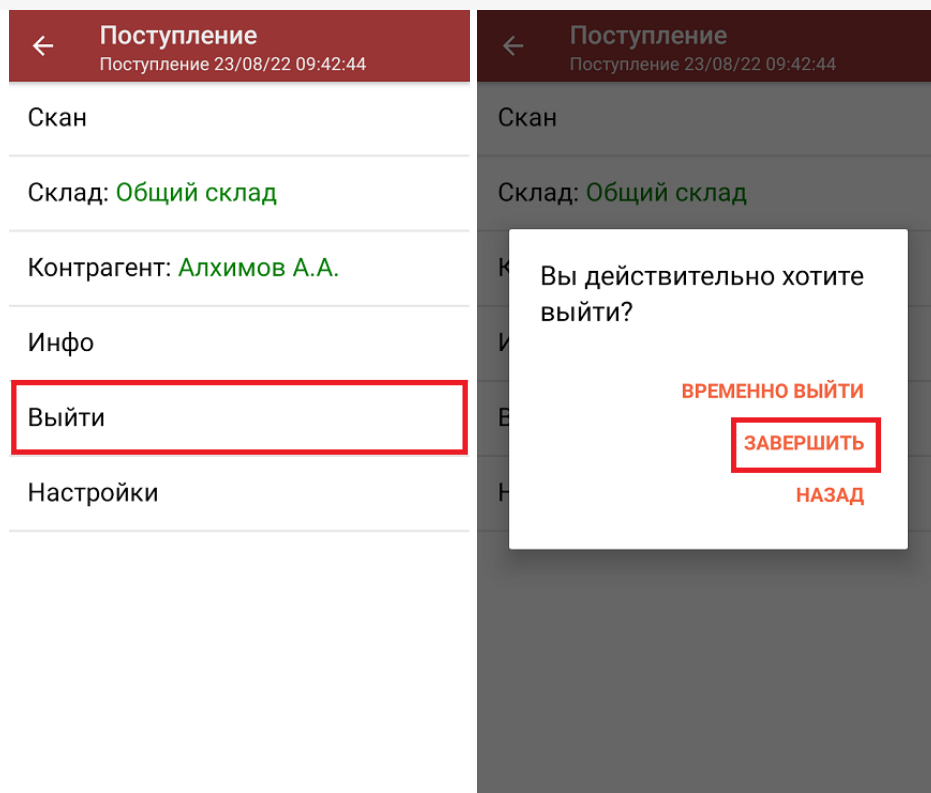 Поступление
Поступление 23/08/22 09:42:44
Скан
Склад: Общий склад
Контрагент: Алхимов А.А.
Инфо
Выйти
Настройки
Поступление
Поступление 23/08/22 09:42:44
Скан
Склад: Общий склад
Вы действительно хотите
выйти?
ВРЕМЕННО ВЫЙТИ
ЗАВЕРШИТЬ
НАЗАД